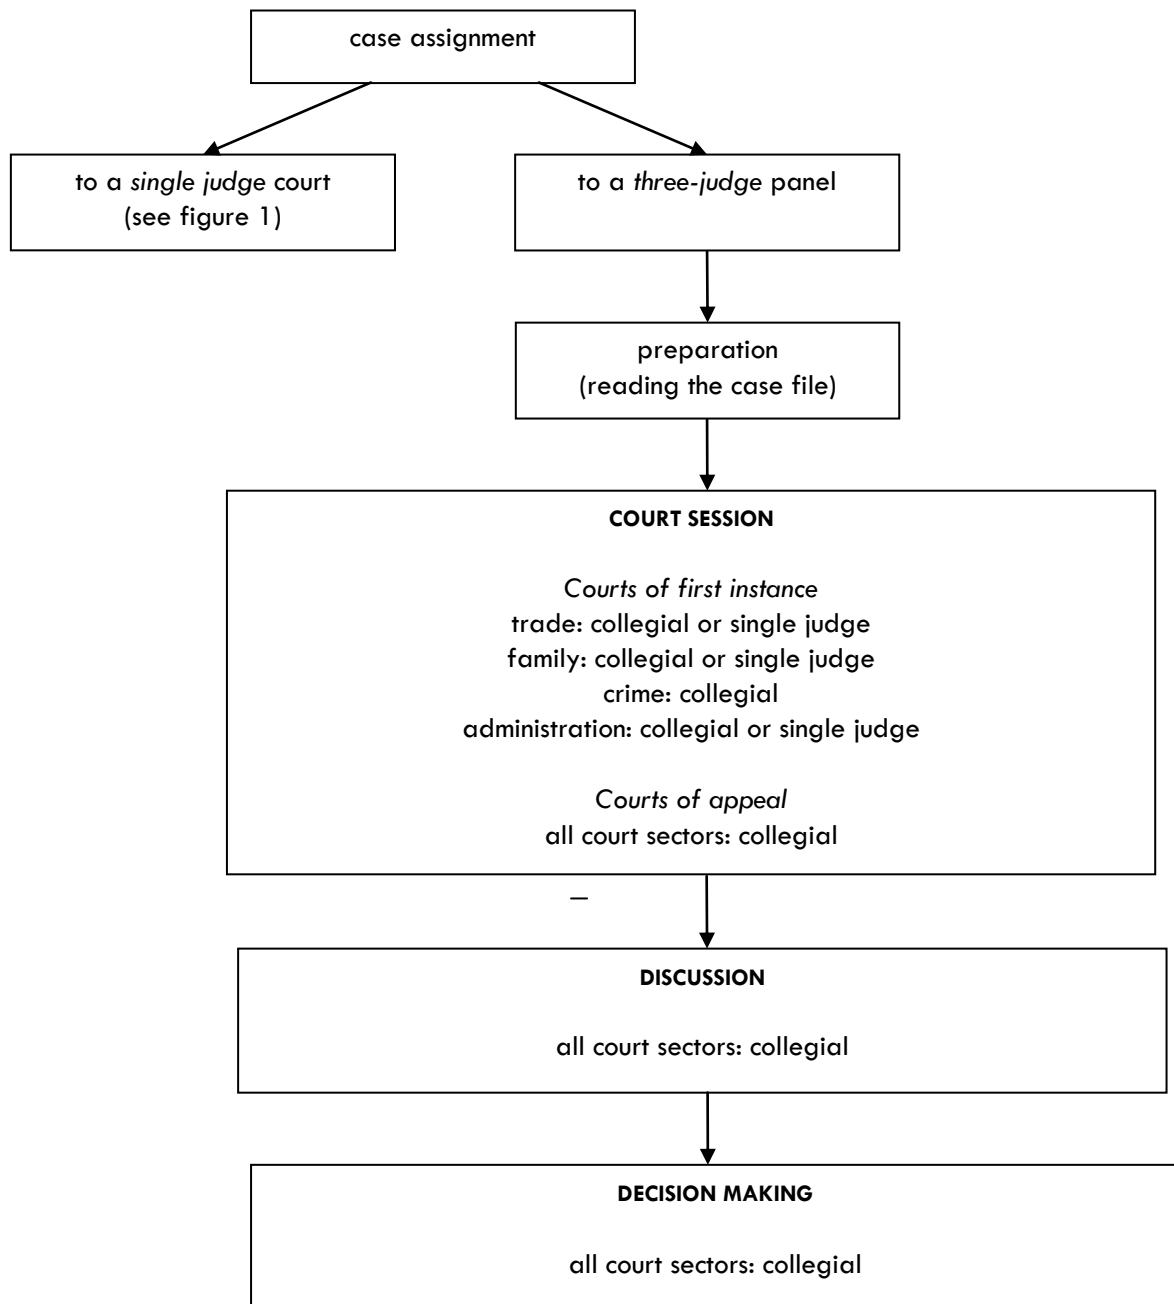 case assignment
to a single judge court
(see figure 1)
to a three-judge panel
preparation
(reading the case file)
COURT SESSION
Courts of first instance
trade: collegial or single judge
family: collegial or single judge
crime: collegial
administration: collegial or single judge
Courts of appeal
all court sectors: collegial
–
DISCUSSION
all court sectors: collegial
DECISION MAKING
all court sectors: collegial